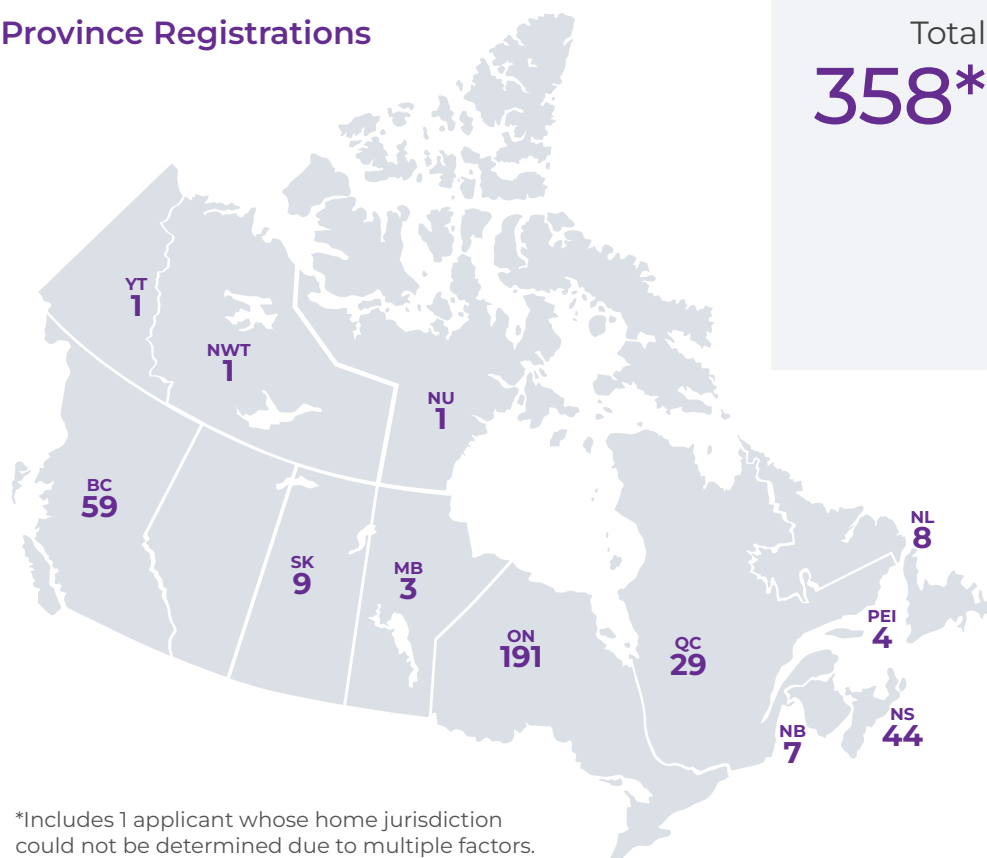 Province Registrations
Total
358*
YT
1
NWT
1
NU
1
BC
59
SK
9
MB
3
ON
191
QC
29
NL
8
PEI
4
NS
44
NB
7
*Includes 1 applicant whose home jurisdiction
could not be determined due to multiple factors.